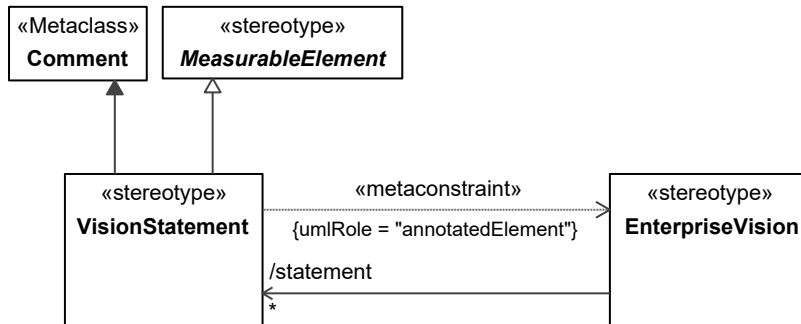 «Metaclass»
Comment
«stereotype»
MeasurableElement
«stereotype»
VisionStatement
«metaconstraint»
{umlRole = "annotatedElement"}
«stereotype»
EnterpriseVision
/statement
*